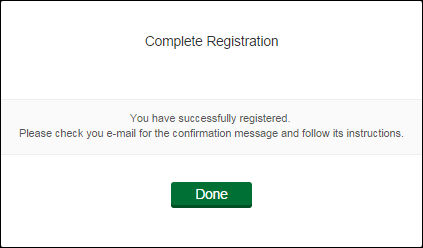 Complete Registration
You have successfully registered.
Please check you e-mail for the confirmation message and follow its instructions.
Done